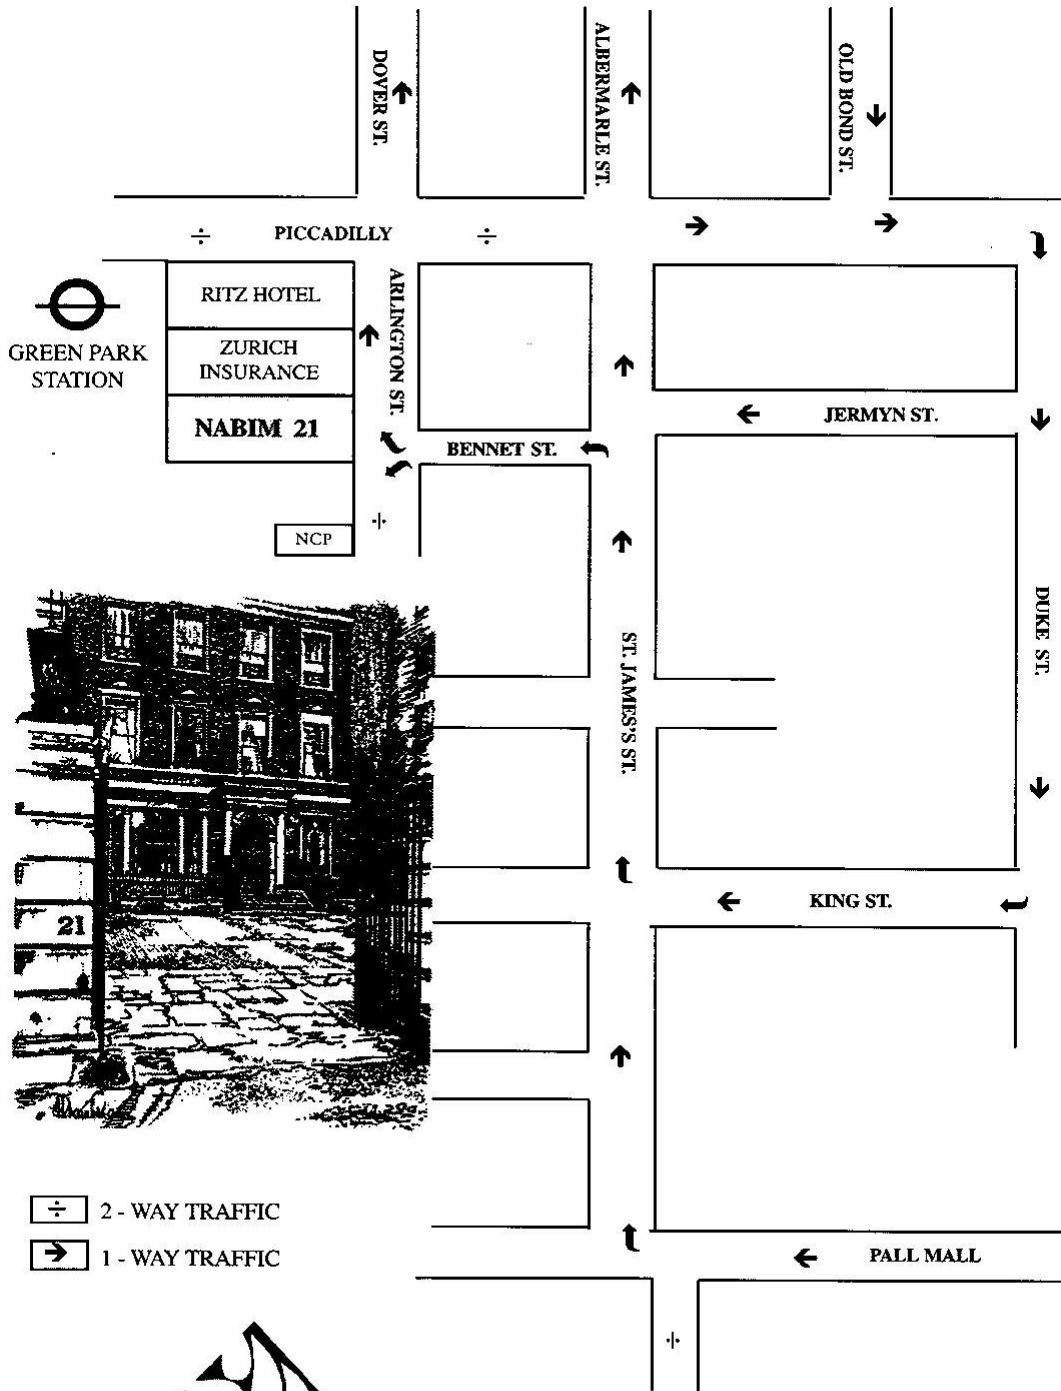 DOVER ST.
ALBERMARLE ST.
OLD BOND ST.
÷ PICCADILLY ÷
RITZ HOTEL
ARLINGTON ST.
GREEN PARK
STATION
ZURICH
INSURANCE
NABIM 21
JERMYN ST.
BENNET ST.
÷
NCP
DUKE ST.
ST. JAMES'S ST.
KING ST.
21
÷ 2 - WAY TRAFFIC
→ 1 - WAY TRAFFIC
PALL MALL
÷